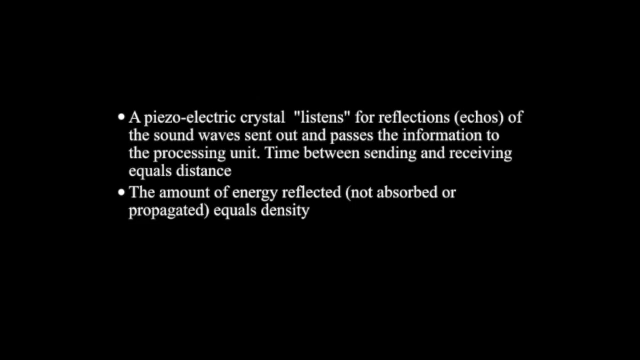 • A piezo-electric crystal  "listens" for reflections (echos) of
the sound waves sent out and passes the information to
the processing unit. Time between sending and receiving
equals distance
• The amount of energy reflected (not absorbed or
propagated) equals density